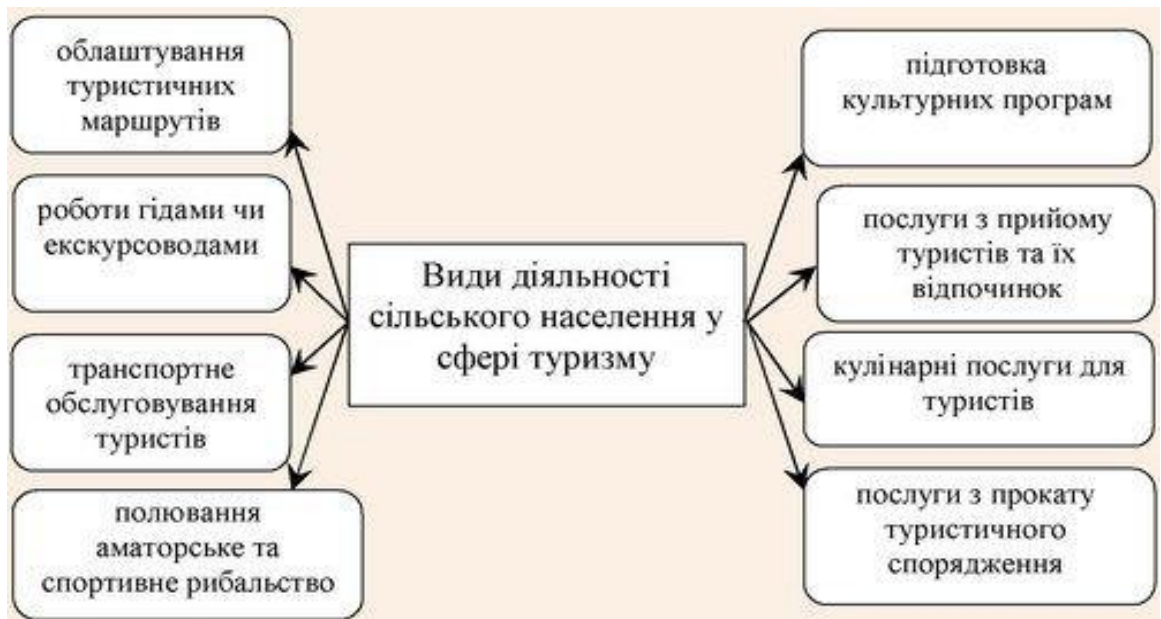 облаштування
туристичних
маршрутів
роботи гідами чи
екскурсоводами
транспортне
обслуговування
туристів
полювання
аматорське та
спортивне рибальство
Види діяльності
сільського населення у
сфері туризму
підготовка
культурних програм
послуги з прийому
туристів та їх
відпочинок
кулінарні послуги для
туристів
послуги з прокату
туристичного
спорядження